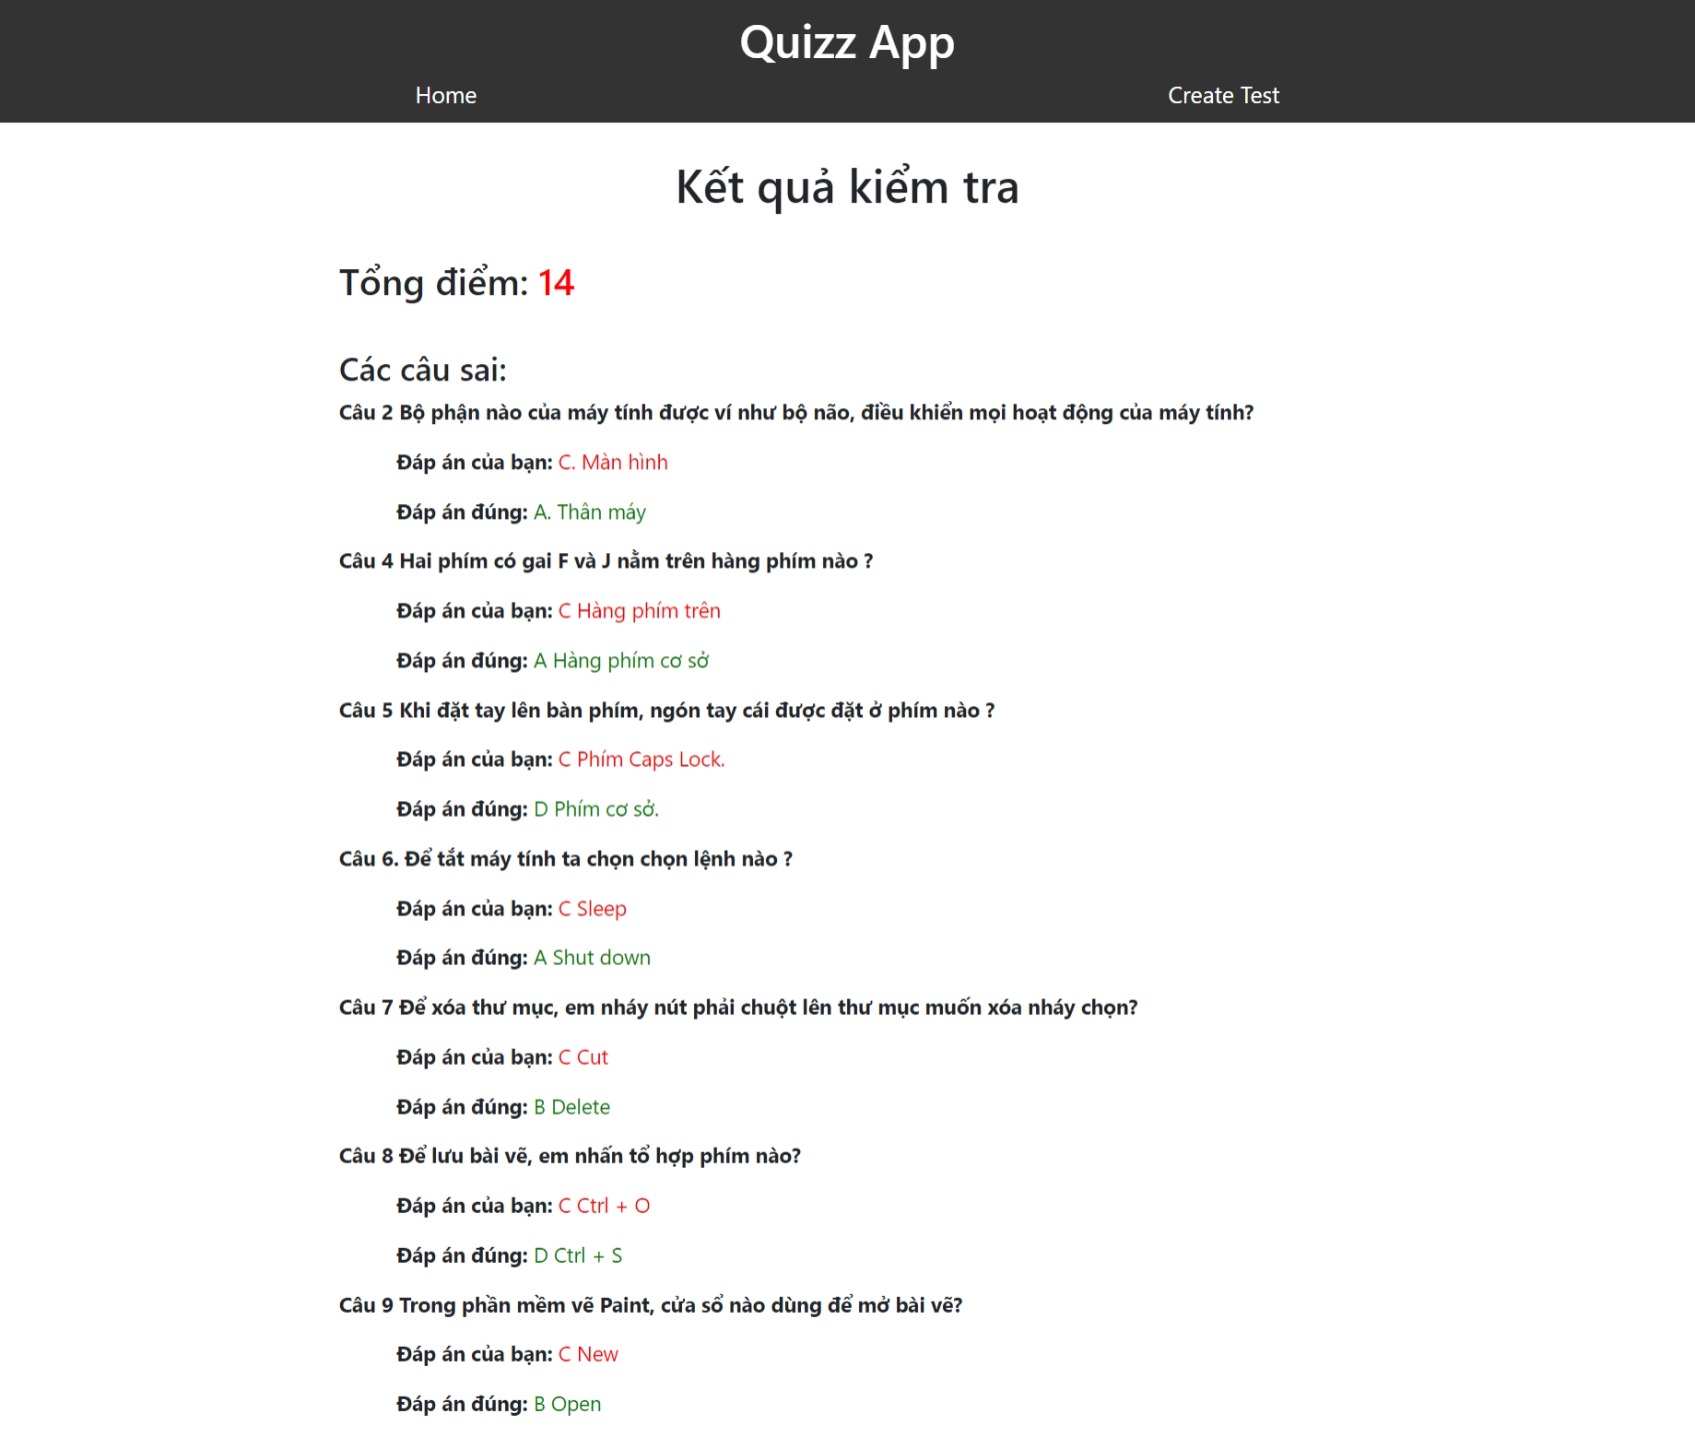 Quizz App
Home
Create Test
Kết quả kiểm tra
Tổng điểm: 14
Các câu sai:
Câu 2 Bộ phận nào của máy tính được ví như bộ não, điều khiển mọi hoạt động của máy tính?
Đáp án của bạn: C. Màn hình
Đáp án đúng: A. Thân máy
Câu 4 Hai phím có gai F và J nằm trên hàng phím nào ?
Đáp án của bạn: C Hàng phím trên
Đáp án đúng: A Hàng phím cơ sở
Câu 5 Khi đặt tay lên bàn phím, ngón tay cái được đặt ở phím nào ?
Đáp án của bạn: C Phím Caps Lock.
Đáp án đúng: D Phím cơ sở.
Câu 6. Để tắt máy tính ta chọn chọn lệnh nào ?
Đáp án của bạn: C Sleep
Đáp án đúng: A Shut down
Câu 7 Để xóa thư mục, em nháy nút phải chuột lên thư mục muốn xóa nháy chọn?
Đáp án của bạn: C Cut
Đáp án đúng: B Delete
Câu 8 Để lưu bài vẽ, em nhấn tổ hợp phím nào?
Đáp án của bạn: C Ctrl + O
Đáp án đúng: D Ctrl + S
Câu 9 Trong phần mềm vẽ Paint, cửa sổ nào dùng để mở bài vẽ?
Đáp án của bạn: C New
Đáp án đúng: B Open